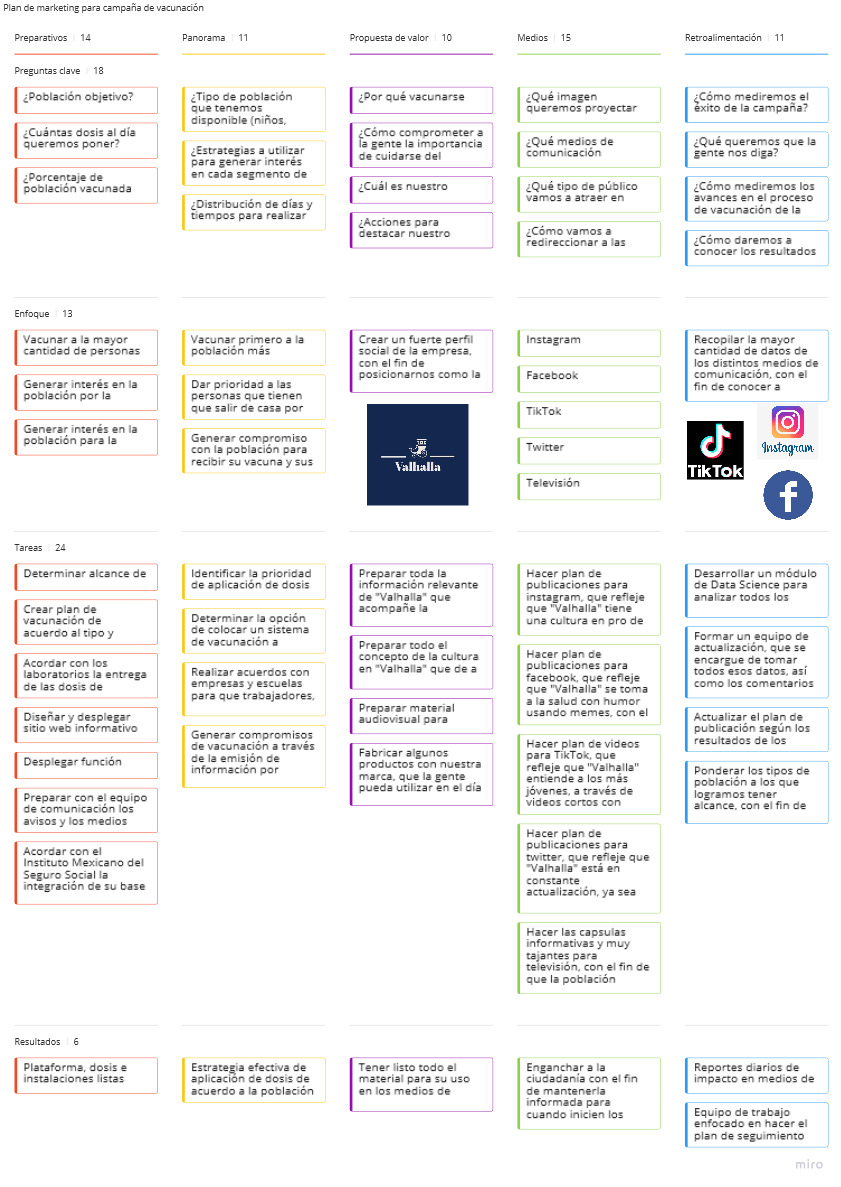 Plan de marketing para campaña de vacunación
Preparativos 14
Panorama 11
Propuesta de valor 10
Medios 15
Retroalimentación 11
Preguntas clave 18
¿Población objetivo?
¿Cuántas dosis al día
queremos poner?
¿Porcentaje de
población vacunada
¿Tipo de población
que tenemos
disponible (niños,
¿Estrategias a utilizar
para generar interés
en cada segmento de
¿Distribución de días y
tiempos para realizar
¿Por qué vacunarse
¿Cómo comprometer a
la gente la importancia
de cuidarse del
¿Cuál es nuestro
¿Acciones para
destacar nuestro
¿Qué imagen
queremos proyectar
¿Qué medios de
comunicación
¿Qué tipo de público
vamos a atraer en
¿Cómo vamos a
redireccionar a las
¿Cómo mediremos el
éxito de la campaña?
¿Qué queremos que la
gente nos diga?
¿Cómo mediremos los
avances en el proceso
de vacunación de la
¿Cómo daremos a
conocer los resultados
Enfoque 13
Vacunar a la mayor
cantidad de personas
Generar interés en la
población por la
Generar interés en la
población para la
Vacunar primero a la
población más
Dar prioridad a las
personas que tienen
que salir de casa por
Generar compromiso
con la población para
recibir su vacuna y sus
Crear un fuerte perfil
social de la empresa,
con el fin de
posicionarnos como la
Valhalla
Instagram
Facebook
TikTok
Twitter
Televisión
Recopilar la mayor
cantidad de datos de
los distintos medios de
comunicación, con el
fin de conocer a
TikTok
Instagram
Tareas 24
Determinar alcance de
Crear plan de
vacunación de
acuerdo al tipo y
Acordar con los
laboratorios la entrega
de las dosis de
Diseñar y desplegar
sitio web informativo
Desplegar función
Preparar con el equipo
de comunicación los
avisos y los medios
Acordar con el
Instituto Mexicano del
Seguro Social la
integración de su base
Identificar la prioridad
de aplicación de dosis
Determinar la opción
de colocar un sistema
de vacunación a
Realizar acuerdos con
empresas y escuelas
para que trabajadores,
Generar compromisos
de vacunación a través
de la emisión de
información por
Preparar toda la
información relevante
de "Valhalla" que
acompañe la
Preparar todo el
concepto de la cultura
en "Valhalla" que de a
Preparar material
audiovisual para
Fabricar algunos
productos con nuestra
marca, que la gente
pueda utilizar en el día
Hacer plan de
publicaciones para
instagram, que refleje
que "Valhalla" tiene
una cultura en pro de
Hacer plan de
publicaciones para
facebook, que refleje
que "Valhalla" se toma
a la salud con humor
usando memes, con el
Hacer plan de videos
para TikTok, que
refleje que "Valhalla"
entiende a los más
jóvenes, a través de
videos cortos con
Hacer plan de
publicaciones para
twitter, que refleje que
"Valhalla" está en
constante
actualización, ya sea
Hacer las capsulas
informativas y muy
tajantes para
televisión, con el fin de
que la población
Desarrollar un módulo
de Data Science para
analizar todos los
Formar un equipo de
actualización, que se
encargue de tomar
todos esos datos, así
como los comentarios
Actualizar el plan de
publicación según los
resultados de los
Ponderar los tipos de
población a los que
logramos tener
alcance, con el fin de
Resultados 6
Plataforma, dosis e
instalaciones listas
Estrategia efectiva de
aplicación de dosis de
acuerdo a la población
Tener listo todo el
material para su uso
en los medios de
Enganchar a la
ciudadanía con el fin
de mantenerla
informada para
cuando inicien los
Reportes diarios de
impacto en medios de
Equipo de trabajo
enfocado en hacer el
plan de seguimiento
miro